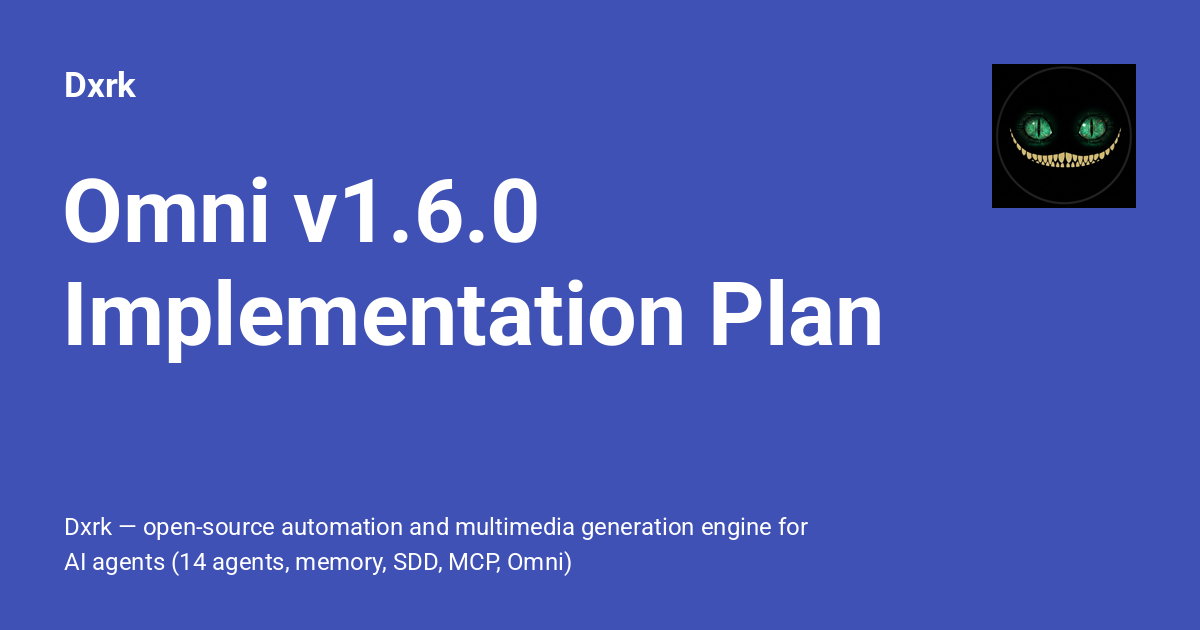 Dxrk
Omni v1.6.0
Implementation Plan
Dxrk — open-source automation and multimedia generation engine for
AI agents (14 agents, memory, SDD, MCP, Omni)